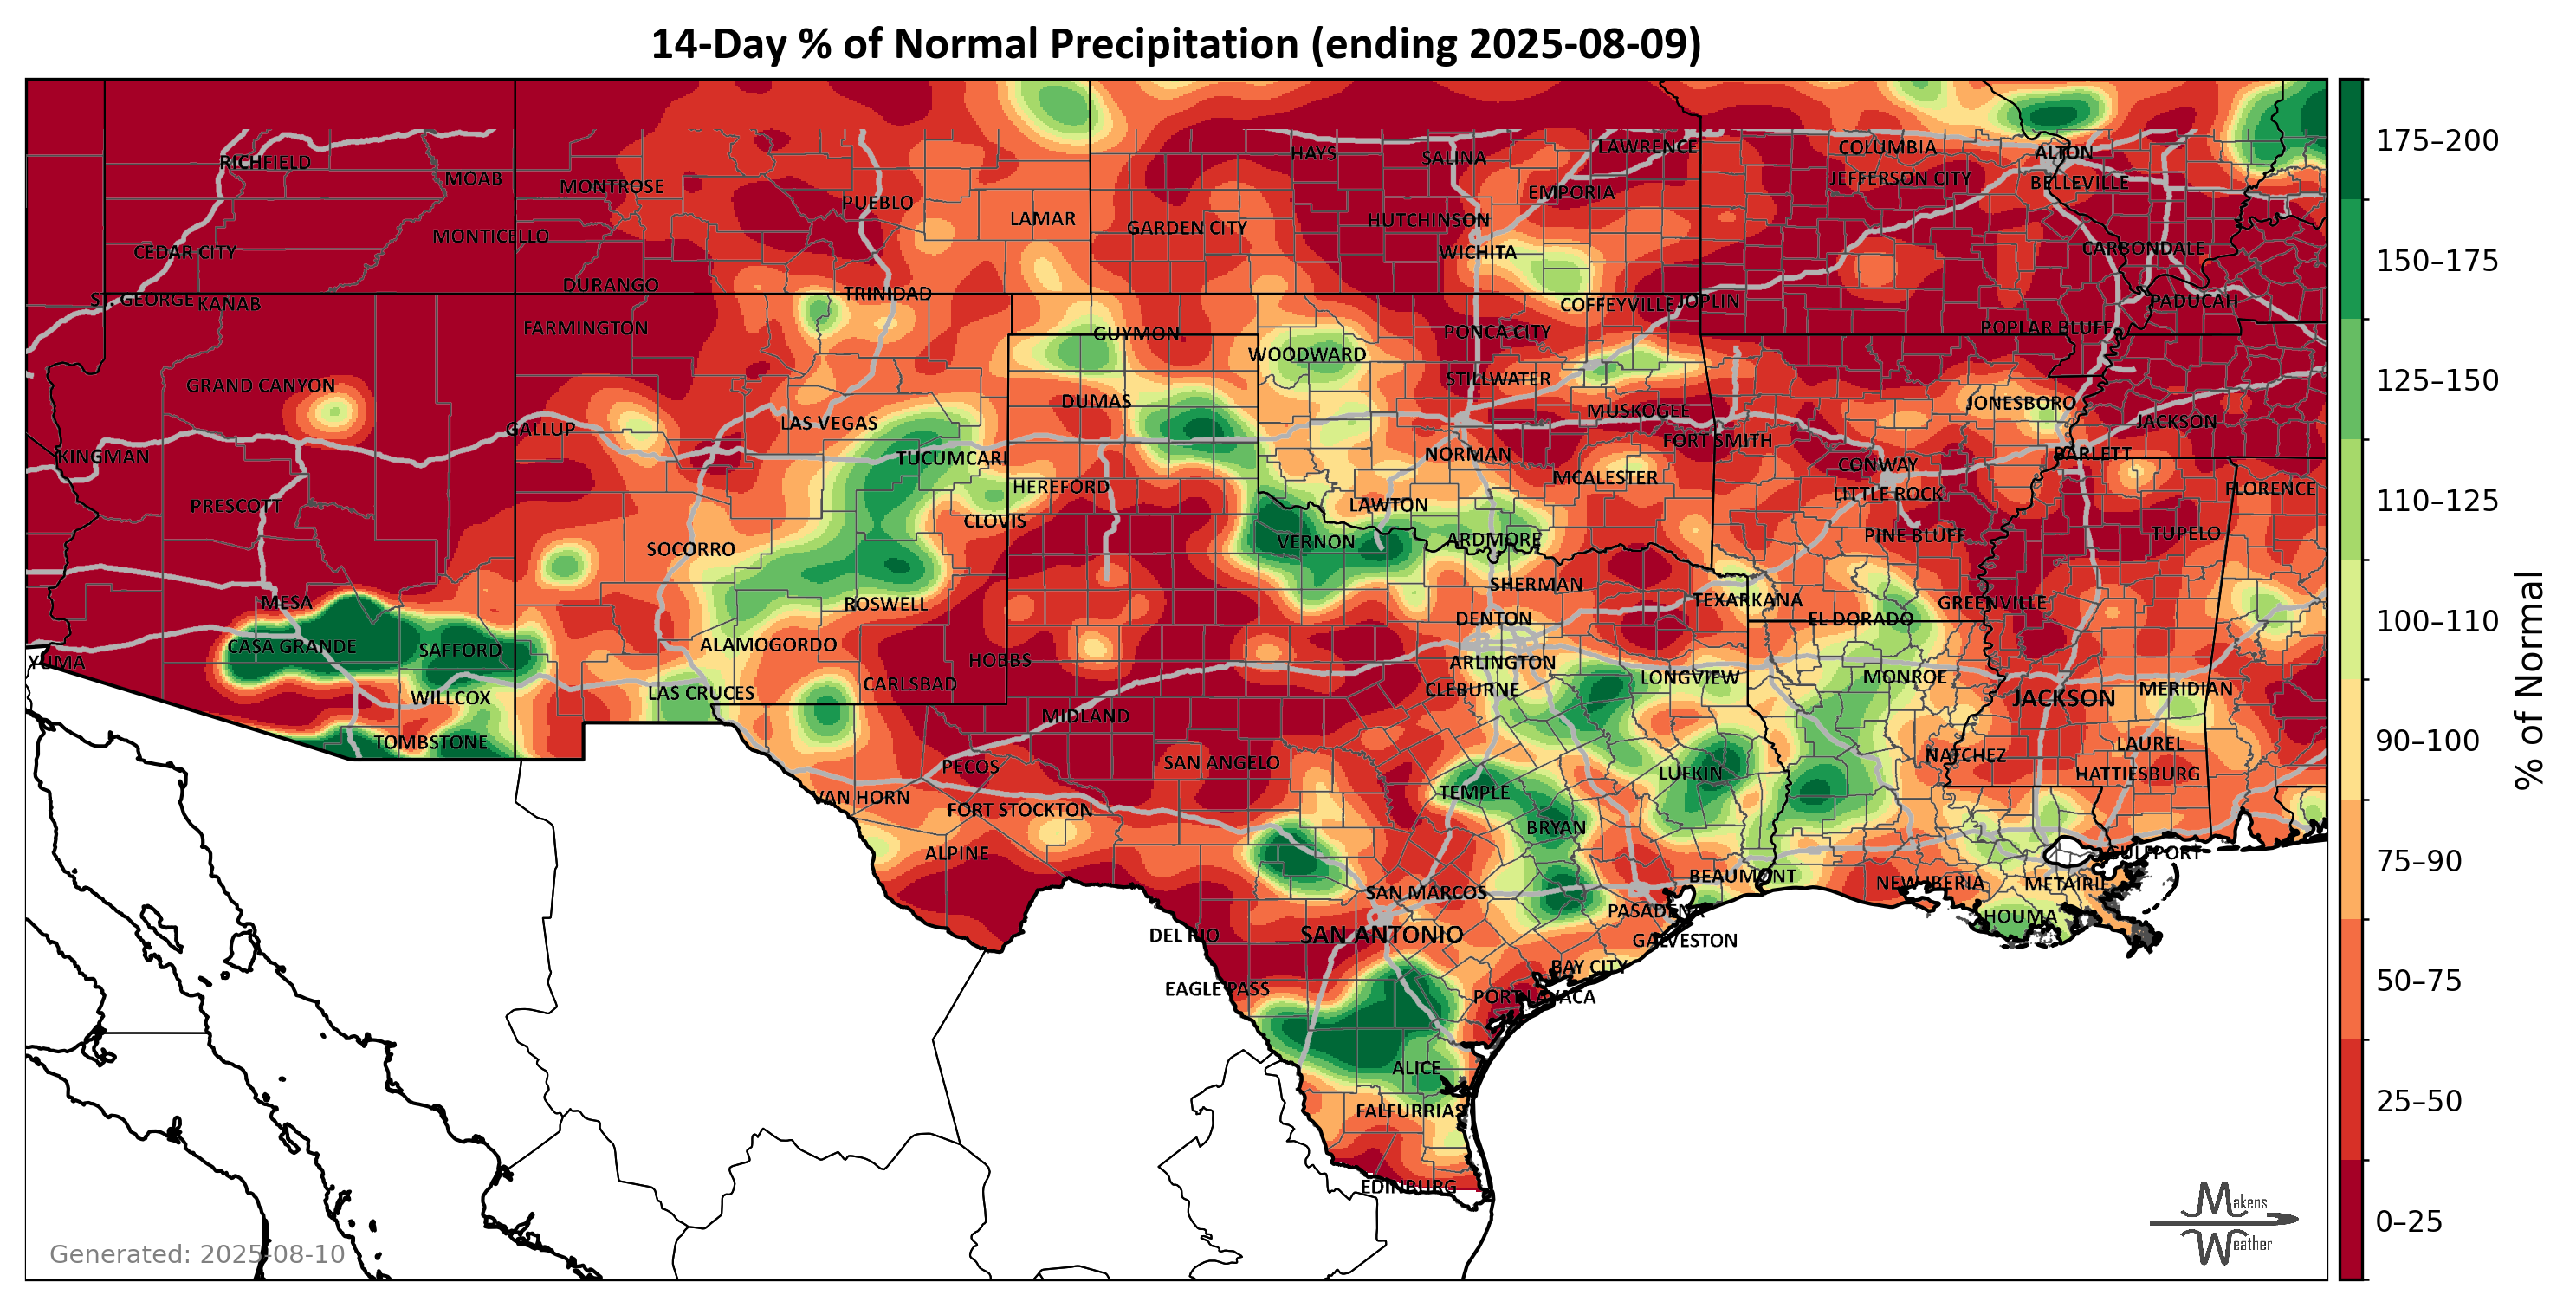 14-Day % of Normal Precipitation (ending 2025-08-09)
HAYS
SALINA
LAWRENCE
COLUMBIA
ALTON
175–200
RICHFIELD
MOAB
MONTROSE
PUEBLO
EMPORIA
JEFFERSON CITY
BELLEVILLE
LAMAR
GARDEN CITY
HUTCHINSON
MONTICELLO
CEDAR CITY
WICHITA
CARBONDALE
150–175
DURANGO
TRINIDAD
ST. GEORGE
KANAB
COFFEYVILLE
JOPLIN
PADUCAH
FARMINGTON
GUYMON
PONCA CITY
POPLAR BLUFF
WOODWARD
GRAND CANYON
STILLWATER
125–150
DUMAS
MUSKOGEE
JONESBORO
GALLUP
LAS VEGAS
FORT SMITH
JACKSON
KINGMAN
TUCUMCARI
NORMAN
CONWAY
BARLETT
PRESCOTT
HEREFORD
LAWTON
MCALESTER
LITTLE ROCK
FLORENCE
110–125
CLOVIS
SOCORRO
VERNON
ARDMORE
PINE BLUFF
TUPELO
MESA
ROSWELL
SHERMAN
TEXARKANA
GREENVILLE
DENTON
EL DORADO
100–110
CASA GRANDE
SAFFORD
ALAMOGORDO
YUMA
HOBBS
ARLINGTON
WILLCOX
LAS CRUCES
CARLSBAD
CLEBURNE
LONGVIEW
MONROE
JACKSON
MERIDIAN
% of Normal
TOMBSTONE
MIDLAND
NATCHEZ
LAUREL
90–100
PECOS
SAN ANGELO
LUFKIN
HATTIESBURG
VAN HORN
FORT STOCKTON
TEMPLE
BRYAN
ALPINE
GULFPORT
75–90
SAN MARCOS
BEAUMONT
NEW IBERIA
METAIRIE
PASADENA
HOUMA
DEL RIO
SAN ANTONIO
GALVESTON
BAY CITY
50–75
EAGLE PASS
PORT LAVACA
ALICE
FALFURRIAS
25–50
EDINBURG
Makens
Weather
0–25
Generated: 2025-08-10